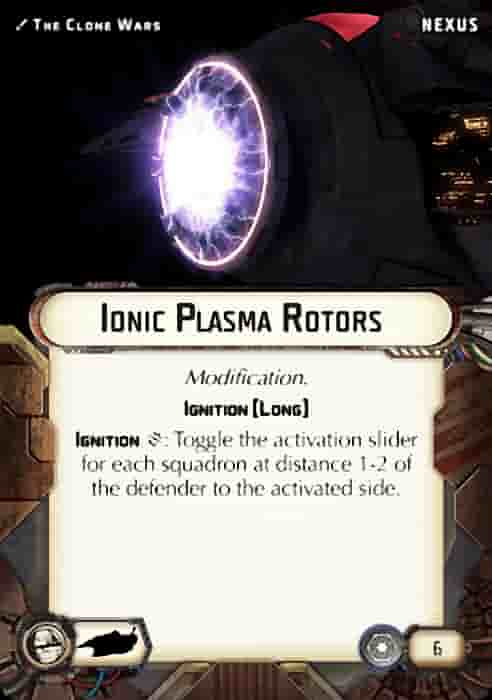 The Clone Wars
NEXUS
Ionic Plasma Rotors
Modification.
Ignition (Long)
Ignition : Toggle the activation slider
for each squadron at distance 1-2 of
the defender to the activated side.
6